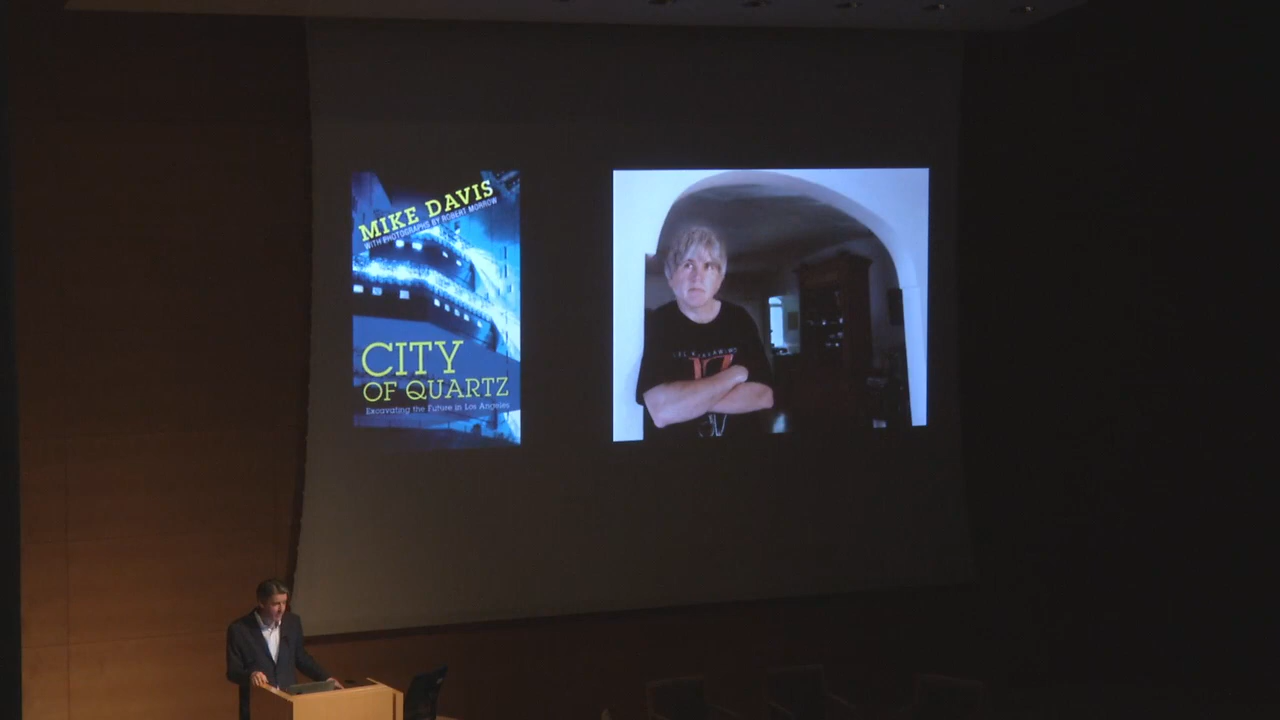 MIKE DAVIS
WITH PHOTOGRAPHS BY ROBERT MORROW
CITY
OF QUARTZ
Excavating the Future in Los Angeles